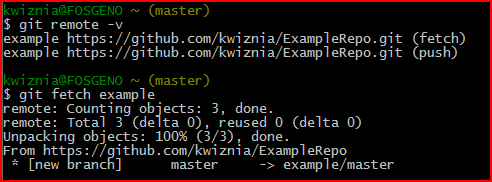 kwiznia@FOSGENO ~ (master)
$ git remote -v
example https://github.com/kwiznia/ExampleRepo.git (fetch)
example https://github.com/kwiznia/ExampleRepo.git (push)
kwiznia@FOSGENO ~ (master)
$ git fetch example
remote: Counting objects: 3, done.
remote: Total 3 (delta 0), reused 0 (delta 0)
Unpacking objects: 100% (3/3), done.
From https://github.com/kwiznia/ExampleRepo
 * [new branch]      master     -> example/master